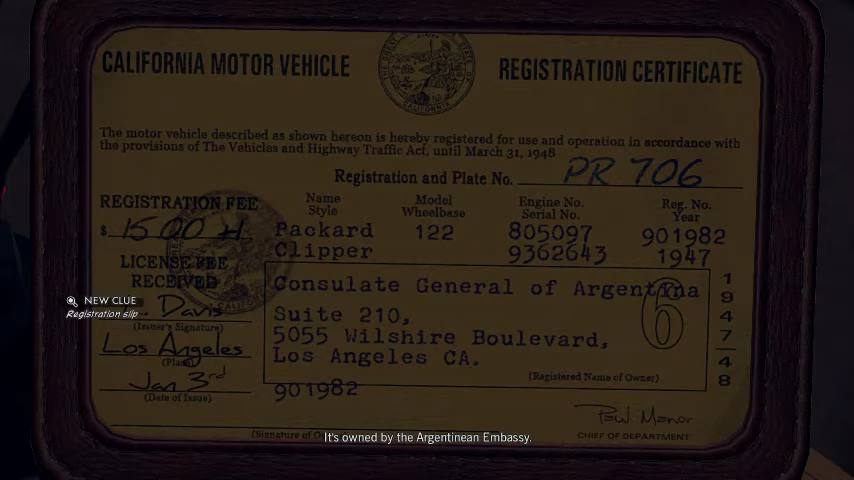 CALIFORNIA MOTOR VEHICLE REGISTRATION CERTIFICATE
The motor vehicle described as shown hereon is hereby registered for use and operation in accordance with
the provisions of The Vehicles and Highway Traffic Act, until March 31, 1948
Registration and Plate No. PR 706
REGISTRATION FEE
$ 15 00
LICENSE FEE
RECEIVED
Davis
(Issuer's Signature)
Los Angeles
Jan 3rd
(Date of Issue)
Name Model Engine No. Reg. No.
Style Wheelbase Serial No. Year
Packard 122 805097 901982
Clipper 9362643 1947
Consulate General of Argentina
Suite 210,
5055 Wilshire Boulevard,
Los Angeles CA.
(Registered Name of Owner)
6
1947/48
901982
Paul Manor
CHIEF OF DEPARTMENT
(Signature of
NEW CLUE
Registration slip
It's owned by the Argentinean Embassy.